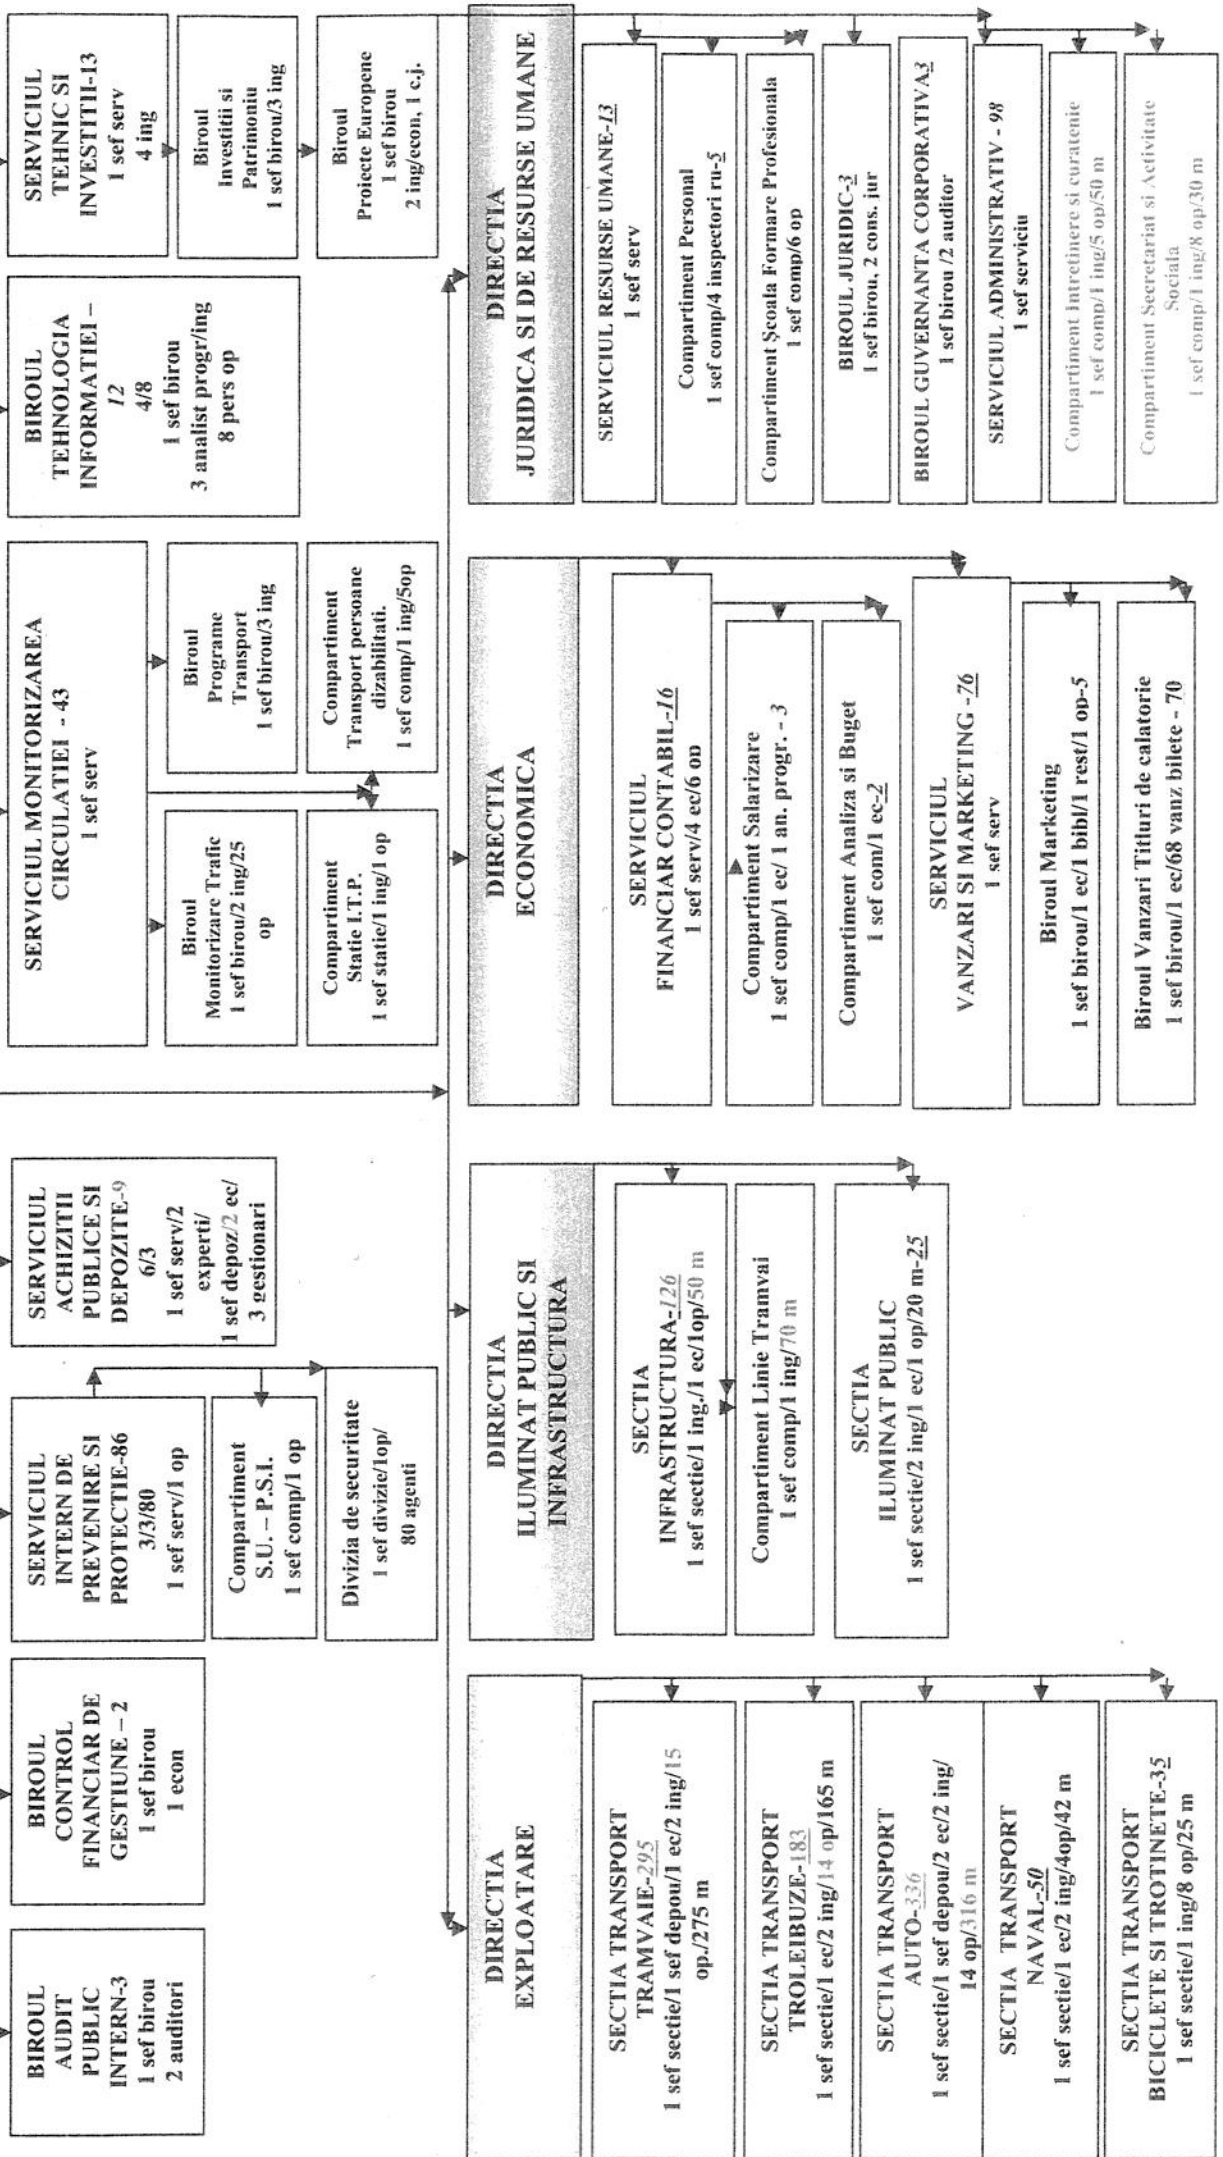 BIROUL
AUDIT
PUBLIC
INTERN-3
1 sef birou
2 auditori
BIROUL
CONTROL
FINANCIAR DE
GESTIUNE – 2
1 sef birou
1 econ
SERVICIUL
INTERN DE
PREVENIRE SI
PROTECTIE-86
3/3/80
1 sef serv/1 op
Compartiment
S.U. – P.S.I.
1 sef comp/1 op
Divizia de securitate
1 sef divizie/1op/
80 agenti
SERVICIUL
ACHIZITII
PUBLICE SI
DEPOZITE-9
6/3
1 sef serv/2
experti/
1 sef depoz/2 ec/
3 gestionari
SERVICIUL MONITORIZAREA
CIRCULATIEI - 43
1 sef serv
Biroul
Monitorizare Trafic
1 sef birou/2 ing/25
op
Biroul
Programe
Transport
1 sef birou/3 ing
Compartiment
Statie I.T.P.
1 sef statie/1 ing/1 op
Compartiment
Transport persoane
dizabilitati.
1 sef comp/1 ing/5op
BIROUL
TEHNOLOGIA
INFORMATIEI –
12
4/8
1 sef birou
3 analist progr/ing
8 pers op
SERVICIUL
TEHNIC SI
INVESTITII-13
1 sef serv
4 ing
Biroul
Investitii si
Patrimoniu
1 sef birou/3 ing
Biroul
Proiecte Europene
1 sef birou
2 ing/econ, 1 c.j.
DIRECTIA
EXPLOATARE
SECTIA TRANSPORT
TRAMVAIE-295
1 sef sectie/1 sef depou/1 ec/2 ing/15
op./275 m
SECTIA TRANSPORT
TROLEIBUZE-183
1 sef sectie/1 ec/2 ing/14 op/165 m
SECTIA TRANSPORT
AUTO-336
1 sef sectie/1 sef depou/2 ec/2 ing/
14 op/316 m
SECTIA TRANSPORT
NAVAL-50
1 sef sectie/1 ec/2 ing/4op/42 m
SECTIA TRANSPORT
BICICLETE SI TROTINETE-35
1 sef sectie/1 ing/8 op/25 m
DIRECTIA
ILUMINAT PUBLIC SI
INFRASTRUCTURA
SECTIA
INFRASTRUCTURA-126
1 sef sectie/1 ing./1 ec/1op/50 m
Compartiment Linie Tramvai
1 sef comp/1 ing/70 m
SECTIA
ILUMINAT PUBLIC
1 sef sectie/2 ing/1 ec/1 op/20 m-25
DIRECTIA
ECONOMICA
SERVICIUL
FINANCIAR CONTABIL-16
1 sef serv/4 ec/6 op
Compartiment Salarizare
1 sef comp/1 ec/ 1 an. progr. - 3
Compartiment Analiza si Buget
1 sef com/1 ec-2
SERVICIUL
VANZARI SI MARKETING -76
1 sef serv
Biroul Marketing
1 sef birou/1 ec/1 bibl/1 rest/1 op-5
Biroul Vanzari Titluri de calatorie
1 sef birou/1 ec/68 vanz bilete - 70
DIRECTIA
JURIDICA SI DE RESURSE UMANE
SERVICIUL RESURSE UMANE-13
1 sef serv
Compartiment Personal
1 sef comp/4 inspectori ru-5
Compartiment Școala Formare Profesionala
1 sef comp/6 op
BIROUL JURIDIC-3
1 sef birou, 2 cons. jur
BIROUL GUVERNANTA CORPORATIVA3
1 sef birou /2 auditor
SERVICIUL ADMINISTRATIV - 98
1 sef serviciu
Compartiment Intretinere si curatenie
1 sef comp/1 ing/5 op/50 m
Compartiment Secretariat si Activitate
Sociala
1 sef comp/1 ing/8 op/30 m